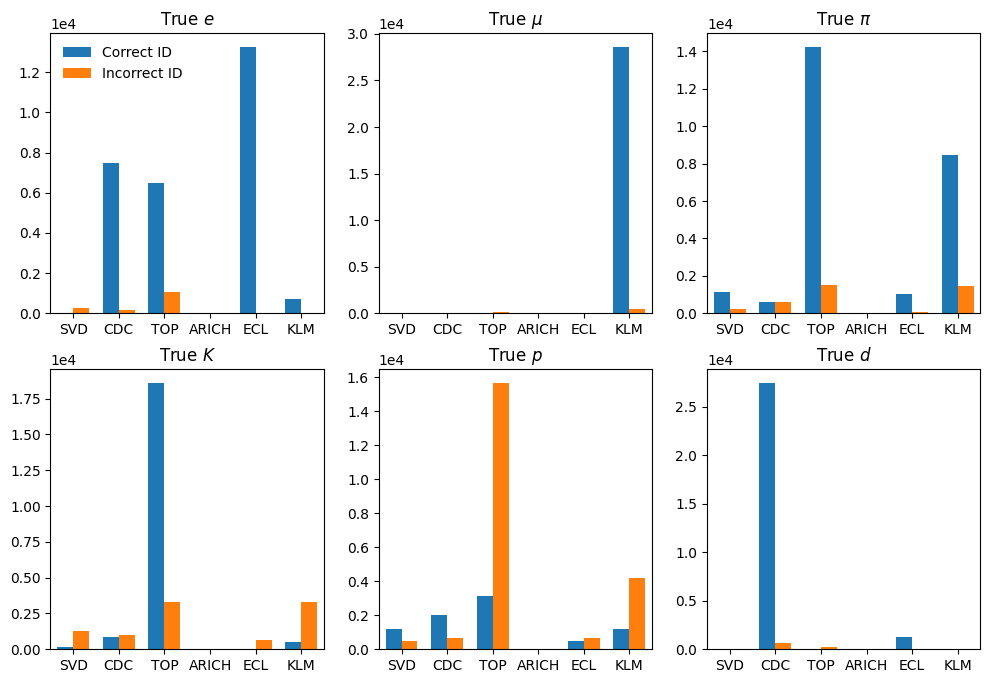 True e
1e4
Correct ID
Incorrect ID
1.2
1.0
0.8
0.6
0.4
0.2
0.0
SVD CDC TOP ARICH ECL KLM
True μ
1e4
3.0
2.5
2.0
1.5
1.0
0.5
0.0
SVD CDC TOP ARICH ECL KLM
True π
1e4
1.4
1.2
1.0
0.8
0.6
0.4
0.2
0.0
SVD CDC TOP ARICH ECL KLM
True K
1e4
1.75
1.50
1.25
1.00
0.75
0.50
0.25
0.00
SVD CDC TOP ARICH ECL KLM
True p
1e4
1.6
1.4
1.2
1.0
0.8
0.6
0.4
0.2
0.0
SVD CDC TOP ARICH ECL KLM
True d
1e4
2.5
2.0
1.5
1.0
0.5
0.0
SVD CDC TOP ARICH ECL KLM